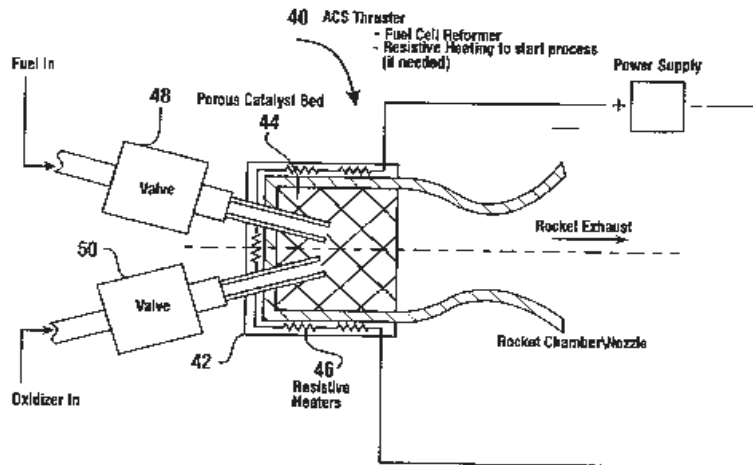 40 ACS Thruster
- Fuel Cell Reformer
- Resistive Heating to start process
(if needed)
Fuel In
48
Valve
Porous Catalyst Bed
44
Power Supply
+
Rocket Exhaust
50
Valve
42
46
Resistive
Heaters
Oxidizer In
Rocket Chamber\Nozzle